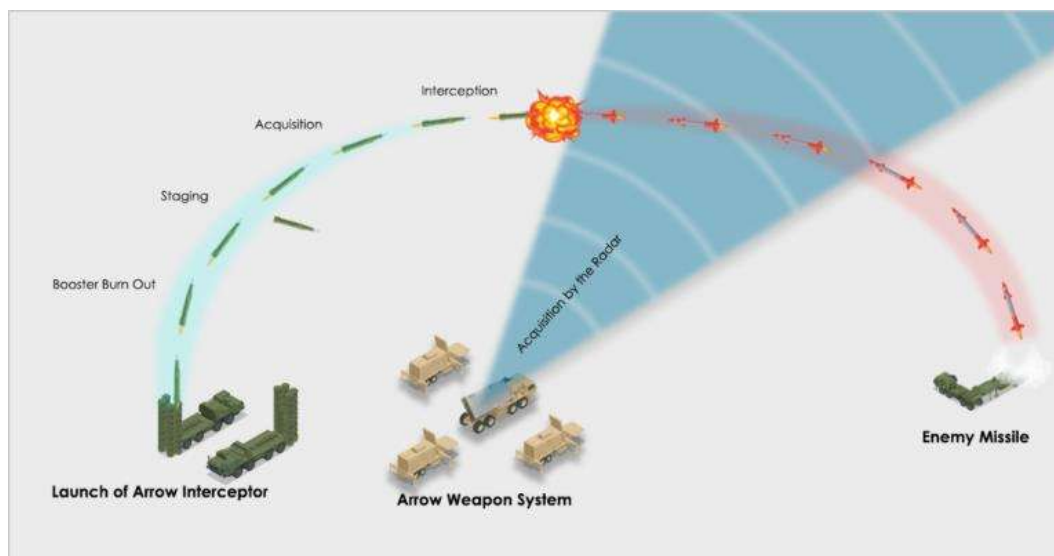 Interception
Acquisition
Staging
Booster Burn Out
Acquisition by the Radar
Launch of Arrow Interceptor
Arrow Weapon System
Enemy Missile